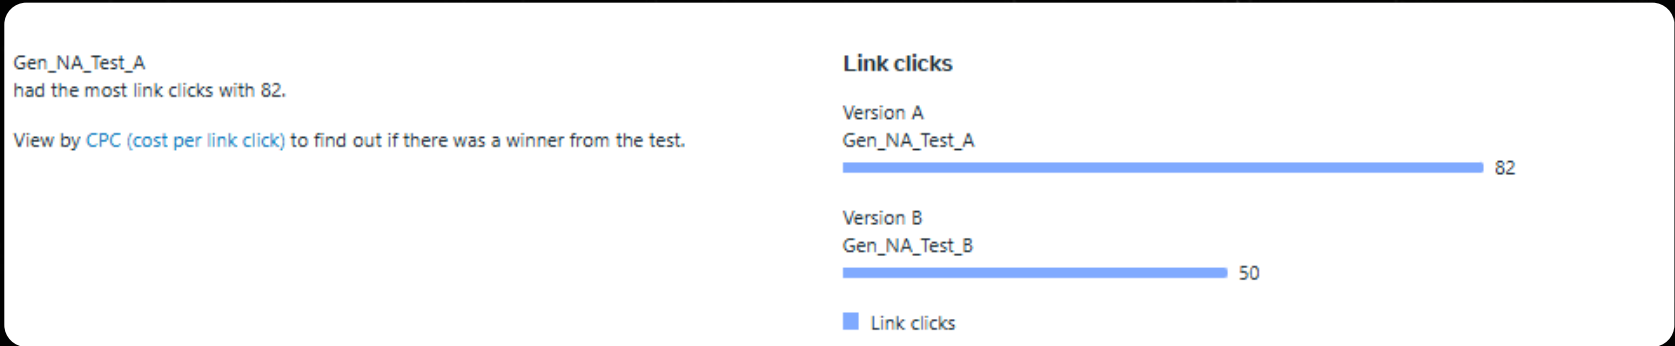 Gen_NA_Test_A
had the most link clicks with 82.
View by CPC (cost per link click) to find out if there was a winner from the test.
Link clicks
Version A
Gen_NA_Test_A
82
Version B
Gen_NA_Test_B
50
Link clicks